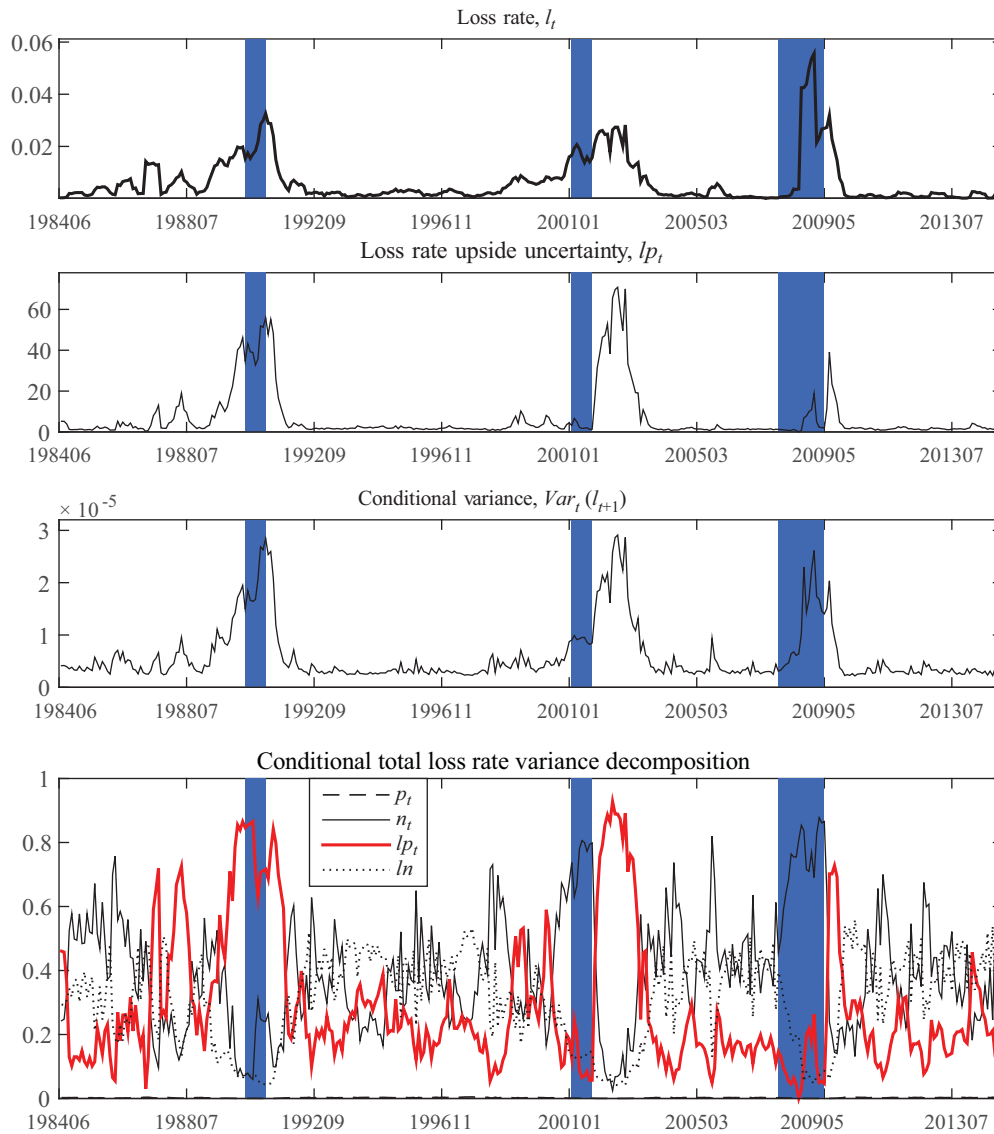 Loss rate, l_t
0.06
0.04
0.02
198406 198807 199209 199611 200101 200503 200905 201307
Loss rate upside uncertainty, lp_t
60
40
20
0
198406 198807 199209 199611 200101 200503 200905 201307
Conditional variance, Var_t (l_{t+1})
× 10^{-5}
3
2
1
0
198406 198807 199209 199611 200101 200503 200905 201307
Conditional total loss rate variance decomposition
1
0.8
0.6
0.4
0.2
0
p_t
n_t
lp_t
ln
198406 198807 199209 199611 200101 200503 200905 201307